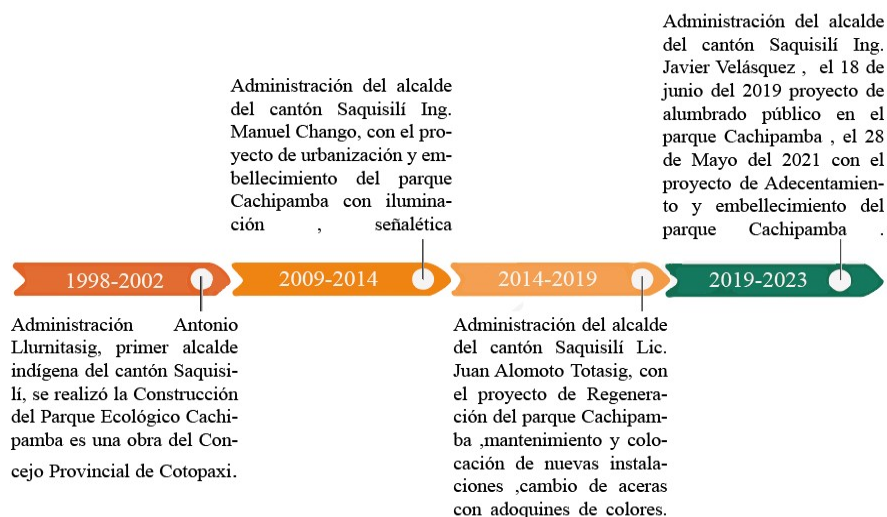 Administración del alcalde
del cantón Saquisilí Ing.
Javier Velásquez , el 18 de
junio del 2019 proyecto de
alumbrado público en el
parque Cachipamba , el 28
de Mayo del 2021 con el
proyecto de Adecentamien-
to y embellecimiento del
parque Cachipamba .
Administración del alcalde
del cantón Saquisilí Ing.
Manuel Chango, con el pro-
yecto de urbanización y em-
bellecimiento del parque
Cachipamba con ilumina-
ción , señalética
1998-2002
2009-2014
2014-2019
2019-2023
Administración Antonio
Llurnitasig, primer alcalde
indígena del cantón Saquisi-
lí, se realizó la Construcción
del Parque Ecológico Cachi-
pamba es una obra del Con-
cejo Provincial de Cotopaxi.
Administración del alcalde
del cantón Saquisilí Lic.
Juan Alomoto Totasig, con
el proyecto de Regenera-
ción del parque Cachipam-
ba ,mantenimiento y colo-
cación de nuevas instala-
ciones ,cambio de aceras
con adoquines de colores.